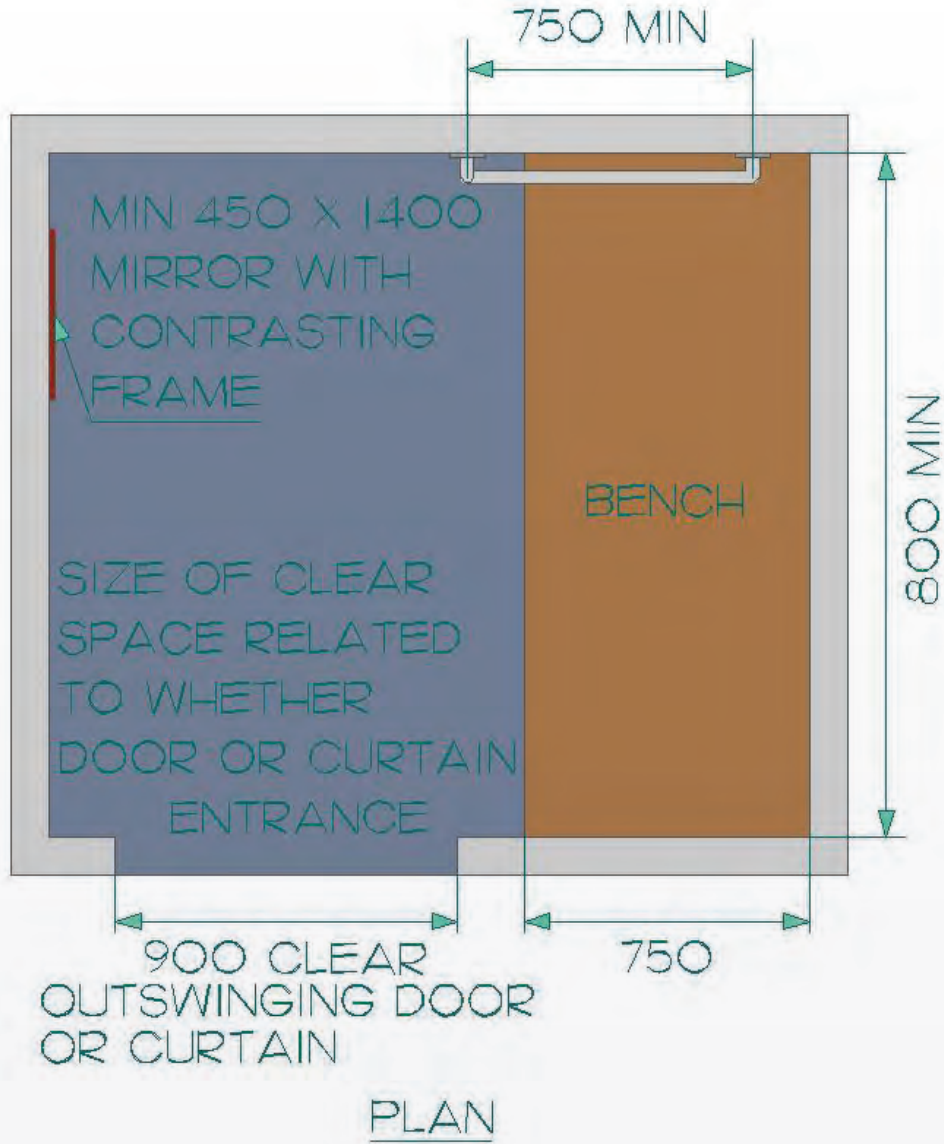 750 MIN
MIN 450 X 1400
MIRROR WITH
CONTRASTING
FRAME
BENCH
800 MIN
SIZE OF CLEAR
SPACE RELATED
TO WHETHER
DOOR OR CURTAIN
ENTRANCE
900 CLEAR
OUTSWINGING DOOR
OR CURTAIN
750
PLAN